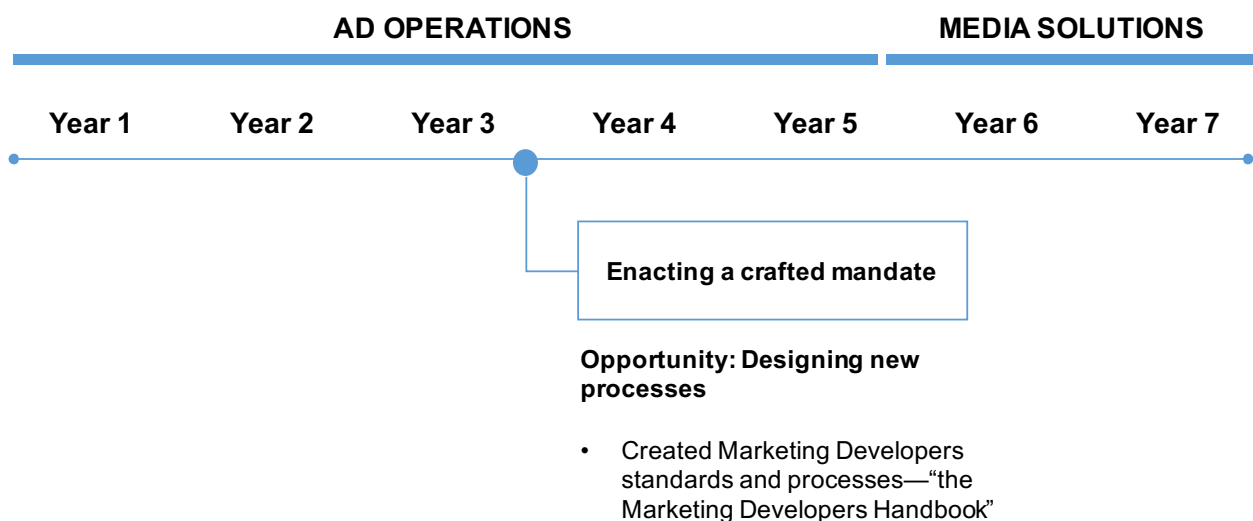 AD OPERATIONS MEDIA SOLUTIONS
Year 1 Year 2 Year 3 Year 4 Year 5 Year 6 Year 7
Enacting a crafted mandate
Opportunity: Designing new
processes
• Created Marketing Developers
standards and processes—“the
Marketing Developers Handbook”